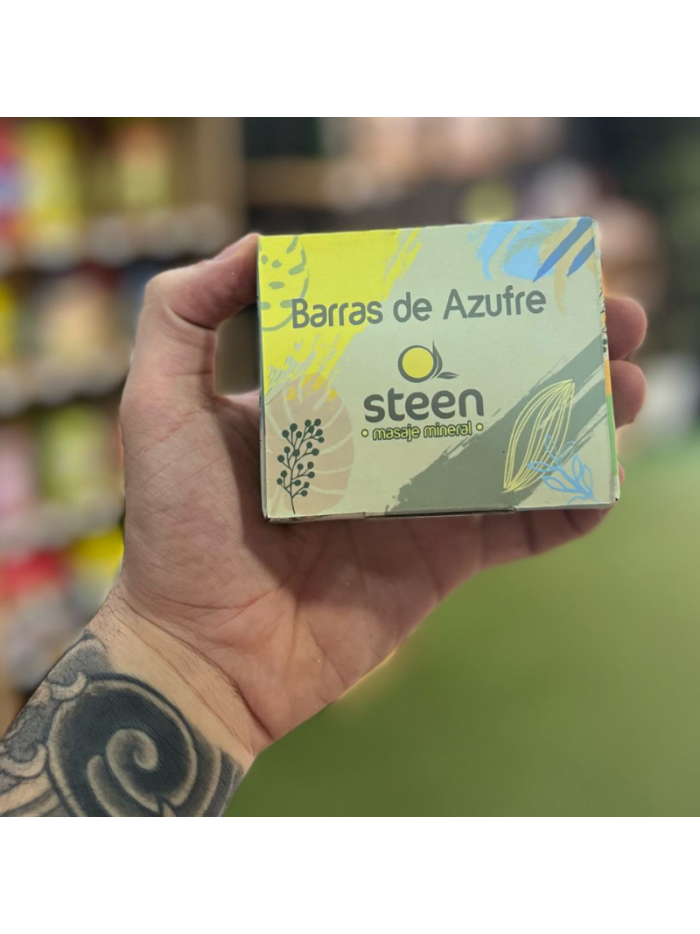 Barras de Azufre
steen
• masaje mineral •